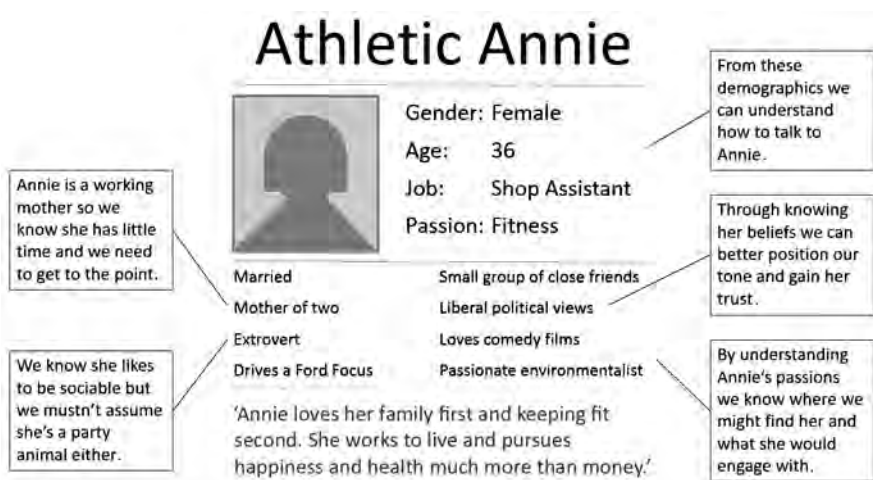 Athletic Annie
Gender: Female
Age: 36
Job: Shop Assistant
Passion: Fitness
From these
demographics we
can understand
how to talk to
Annie.
Annie is a working
mother so we
know she has little
time and we need
to get to the point.
Through knowing
her beliefs we can
better position our
tone and gain her
trust.
Married
Mother of two
Extrovert
Drives a Ford Focus
Small group of close friends
Liberal political views
Loves comedy films
Passionate environmentalist
We know she likes
to be sociable but
we mustn't assume
she's a party
animal either.
By understanding
Annie's passions
we know where we
might find her and
what she would
engage with.
‘Annie loves her family first and keeping fit
second. She works to live and pursues
happiness and health much more than money.’